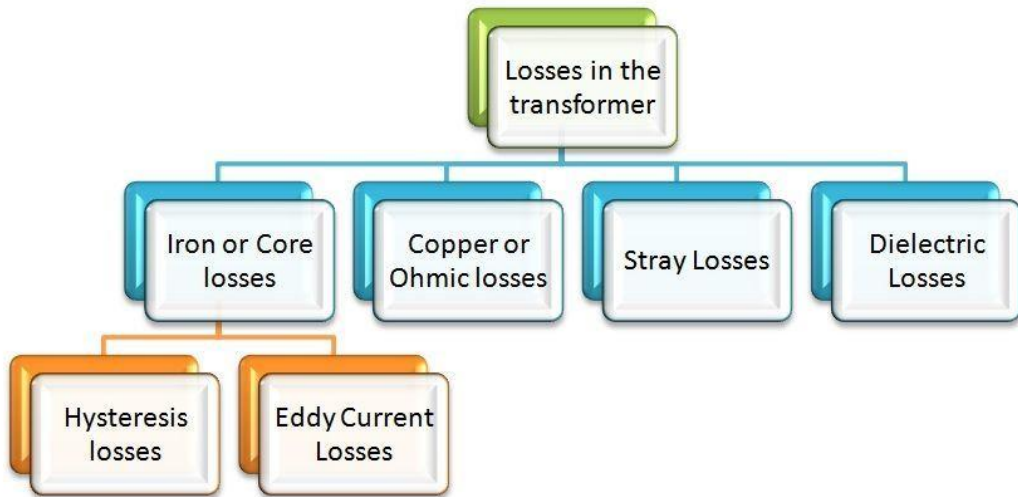 Losses in the
transformer
Iron or Core
losses
Copper or
Ohmic losses
Stray Losses
Dielectric
Losses
Hysteresis
losses
Eddy Current
Losses